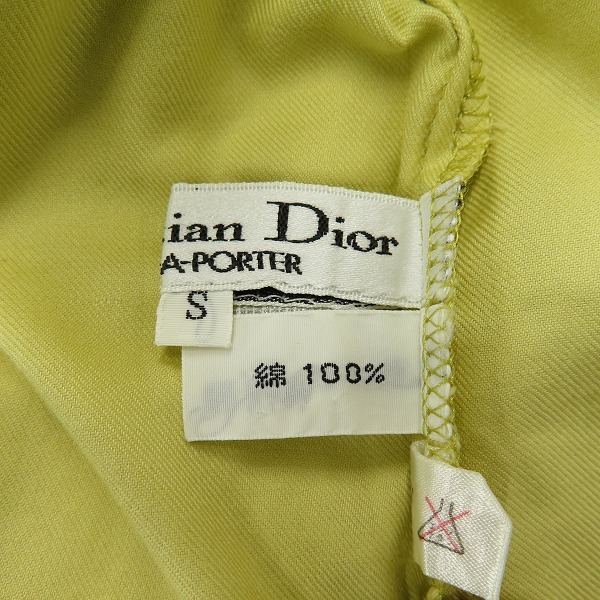 tian Dior
A-PORTER
S
綿 100%